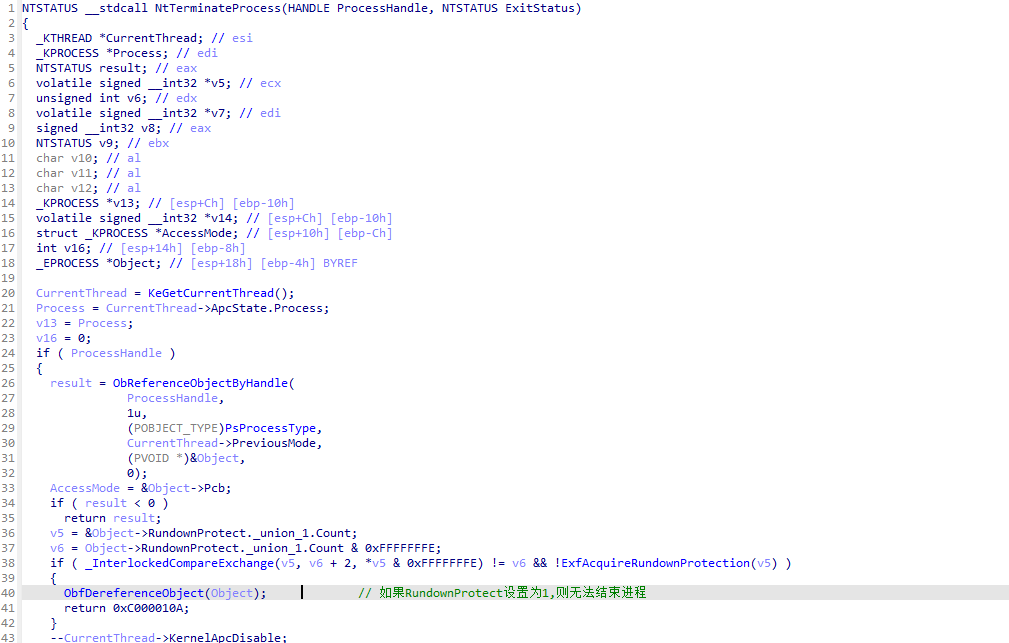 1 NTSTATUS __stdcall NtTerminateProcess(HANDLE ProcessHandle, NTSTATUS ExitStatus)
2 {
3   _KTHREAD *CurrentThread; // esi
4   _KPROCESS *Process; // edi
5   NTSTATUS result; // eax
6   volatile signed __int32 *v5; // ecx
7   unsigned int v6; // edx
8   volatile signed __int32 *v7; // edi
9   signed __int32 v8; // eax
10   NTSTATUS v9; // ebx
11   char v10; // al
12   char v11; // al
13   char v12; // al
14   _KPROCESS *v13; // [esp+Ch] [ebp-10h]
15   volatile signed __int32 *v14; // [esp+Ch] [ebp-10h]
16   struct _KPROCESS *AccessMode; // [esp+10h] [ebp-Ch]
17   int v16; // [esp+14h] [ebp-8h]
18   _EPROCESS *Object; // [esp+18h] [ebp-4h] BYREF
19
20   CurrentThread = KeGetCurrentThread();
21   Process = CurrentThread->ApcState.Process;
22   v13 = Process;
23   v16 = 0;
24   if ( ProcessHandle )
25   {
26     result = ObReferenceObjectByHandle(
27                ProcessHandle,
28                1u,
29                (POBJECT_TYPE)PsProcessType,
30                CurrentThread->PreviousMode,
31                (PVOID *)&Object,
32                0);
33     AccessMode = &Object->Pcb;
34     if ( result < 0 )
35       return result;
36     v5 = &Object->RundownProtect._union_1.Count;
37     v6 = Object->RundownProtect._union_1.Count & 0xFFFFFFFE;
38     if ( _InterlockedCompareExchange(v5, v6 + 2, *v5 & 0xFFFFFFFE) != v6 && !ExfAcquireRundownProtection(v5) )
39     {
40       ObfDereferenceObject(Object);             // 如果RundownProtect设置为1,则无法结束进程
41       return 0xC000010A;
42     }
43     --CurrentThread->KernelApcDisable;